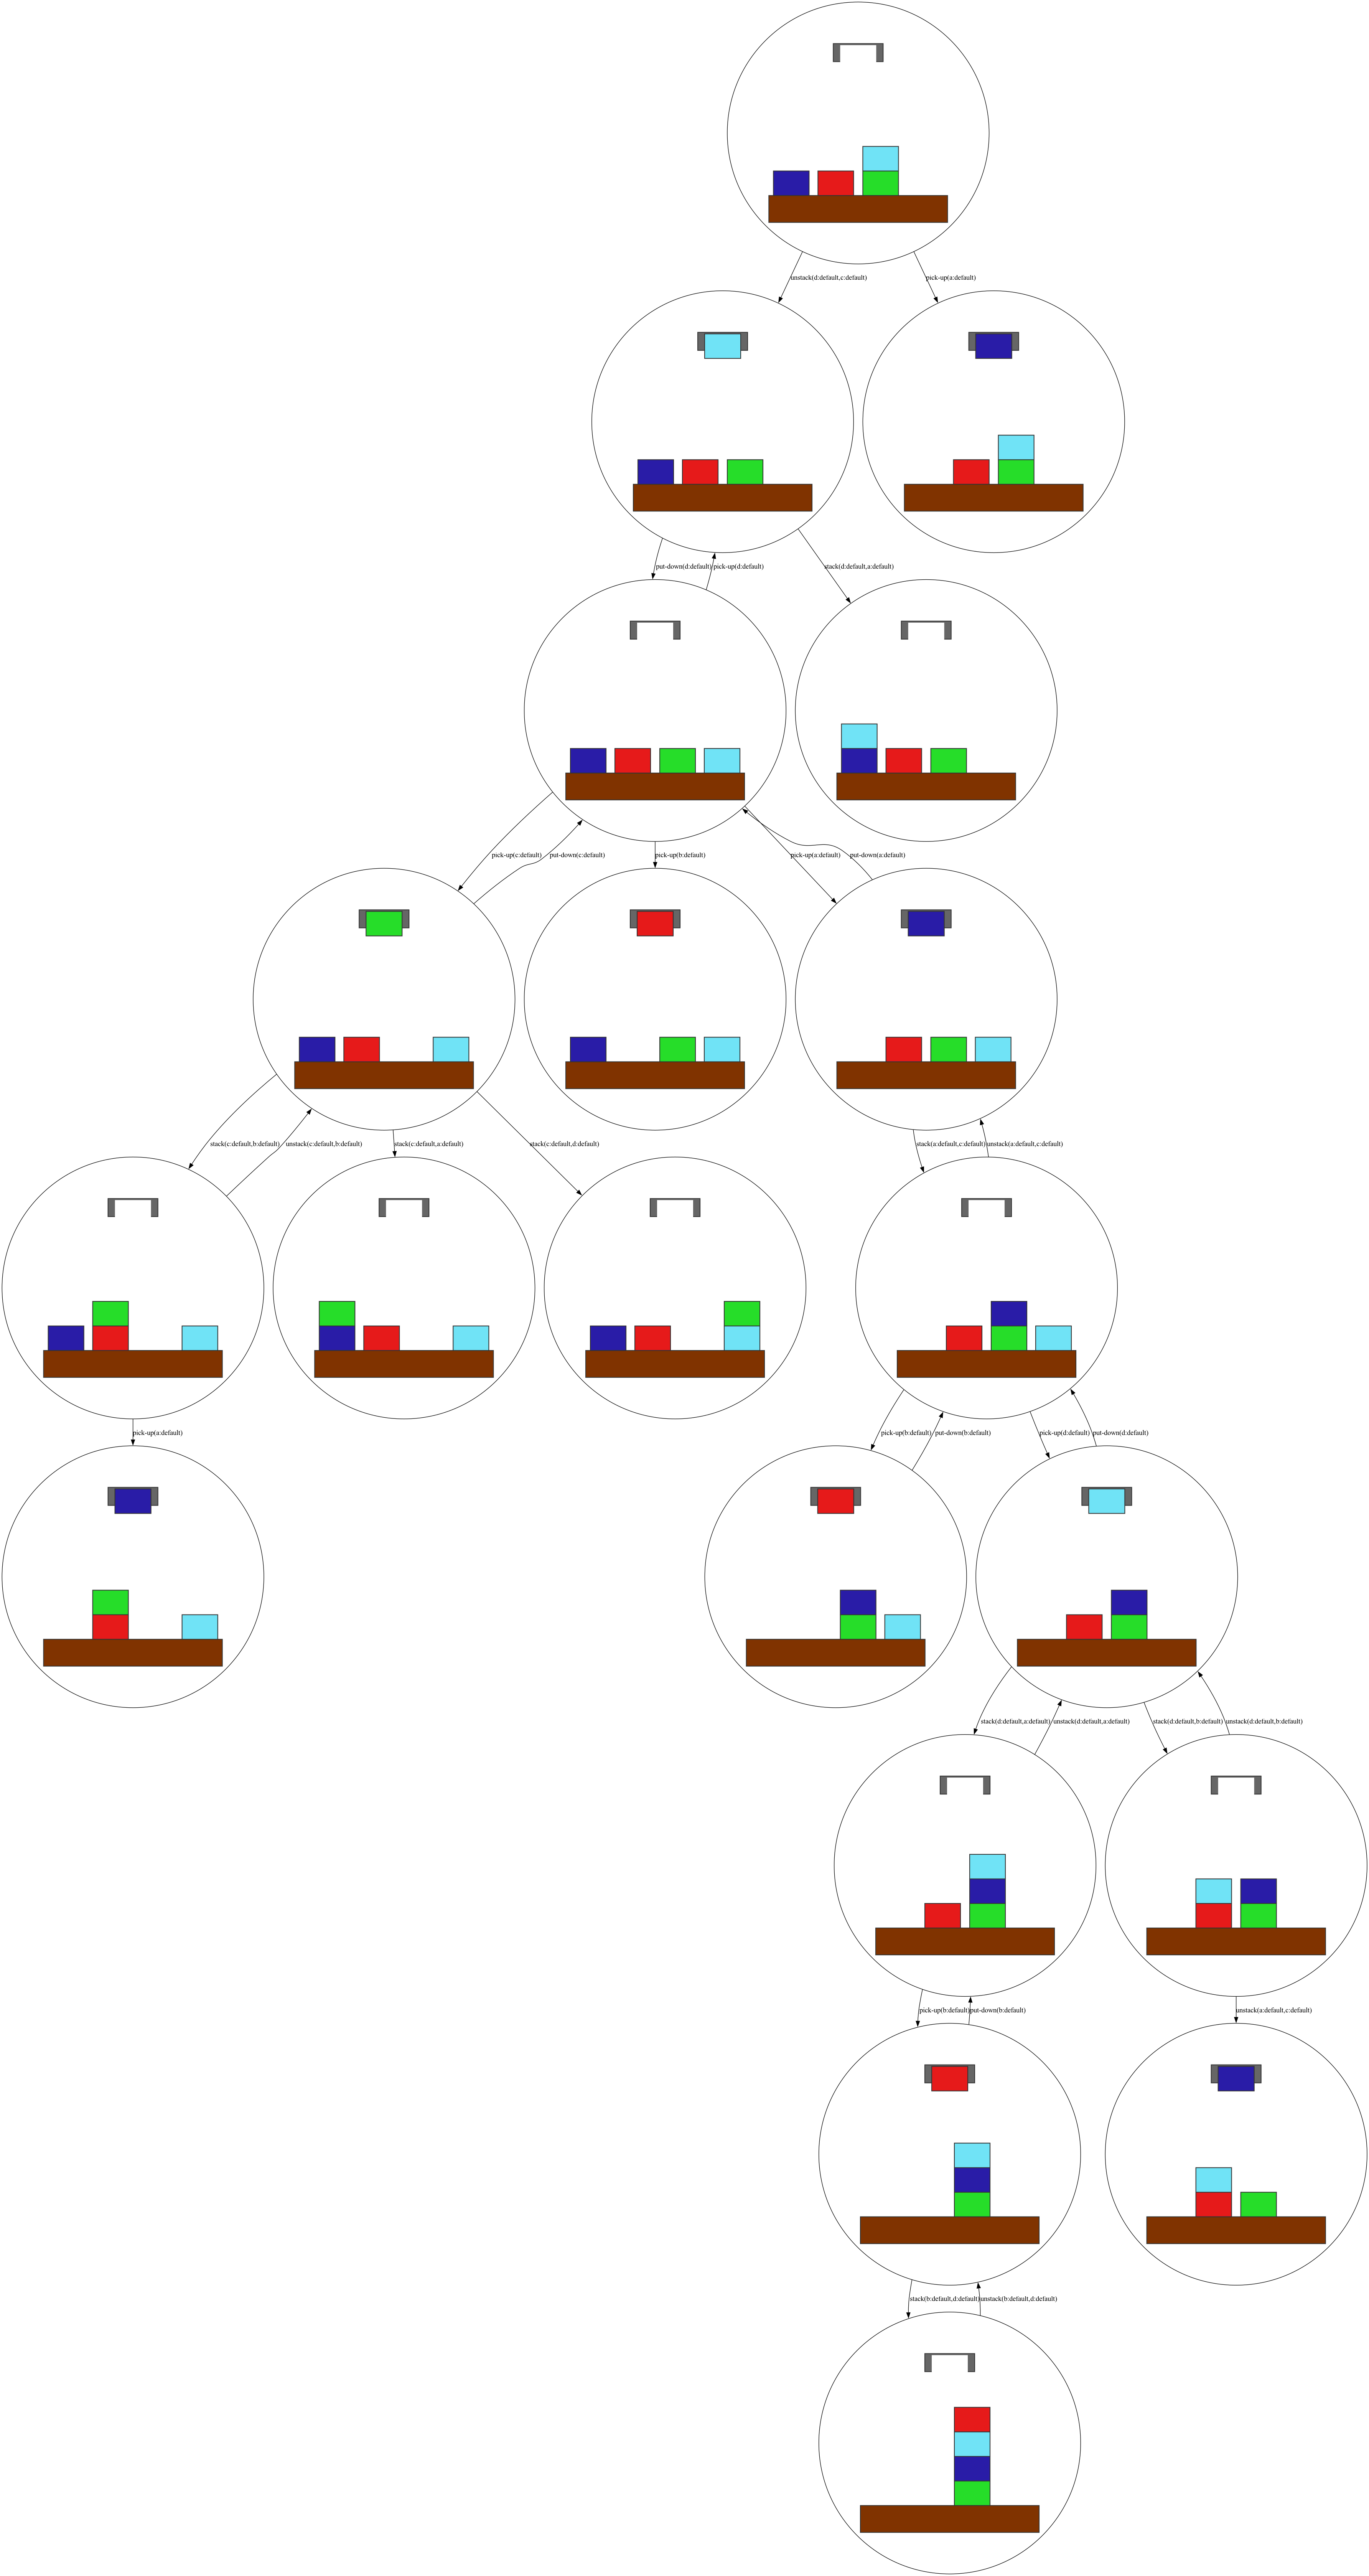 unstack(d:default,c:default)
pick-up(a:default)
put-down(d:default)
pick-up(d:default)
stack(d:default,a:default)
pick-up(c:default)
put-down(c:default)
pick-up(b:default)
pick-up(a:default)
put-down(a:default)
stack(c:default,b:default)
unstack(c:default,b:default)
stack(c:default,a:default)
stack(c:default,d:default)
stack(a:default,c:default)
unstack(a:default,c:default)
pick-up(a:default)
pick-up(b:default)
put-down(b:default)
pick-up(d:default)
put-down(d:default)
stack(d:default,a:default)
unstack(d:default,a:default)
stack(d:default,b:default)
unstack(d:default,b:default)
pick-up(b:default)
put-down(b:default)
unstack(a:default,c:default)
stack(b:default,d:default)
unstack(b:default,d:default)